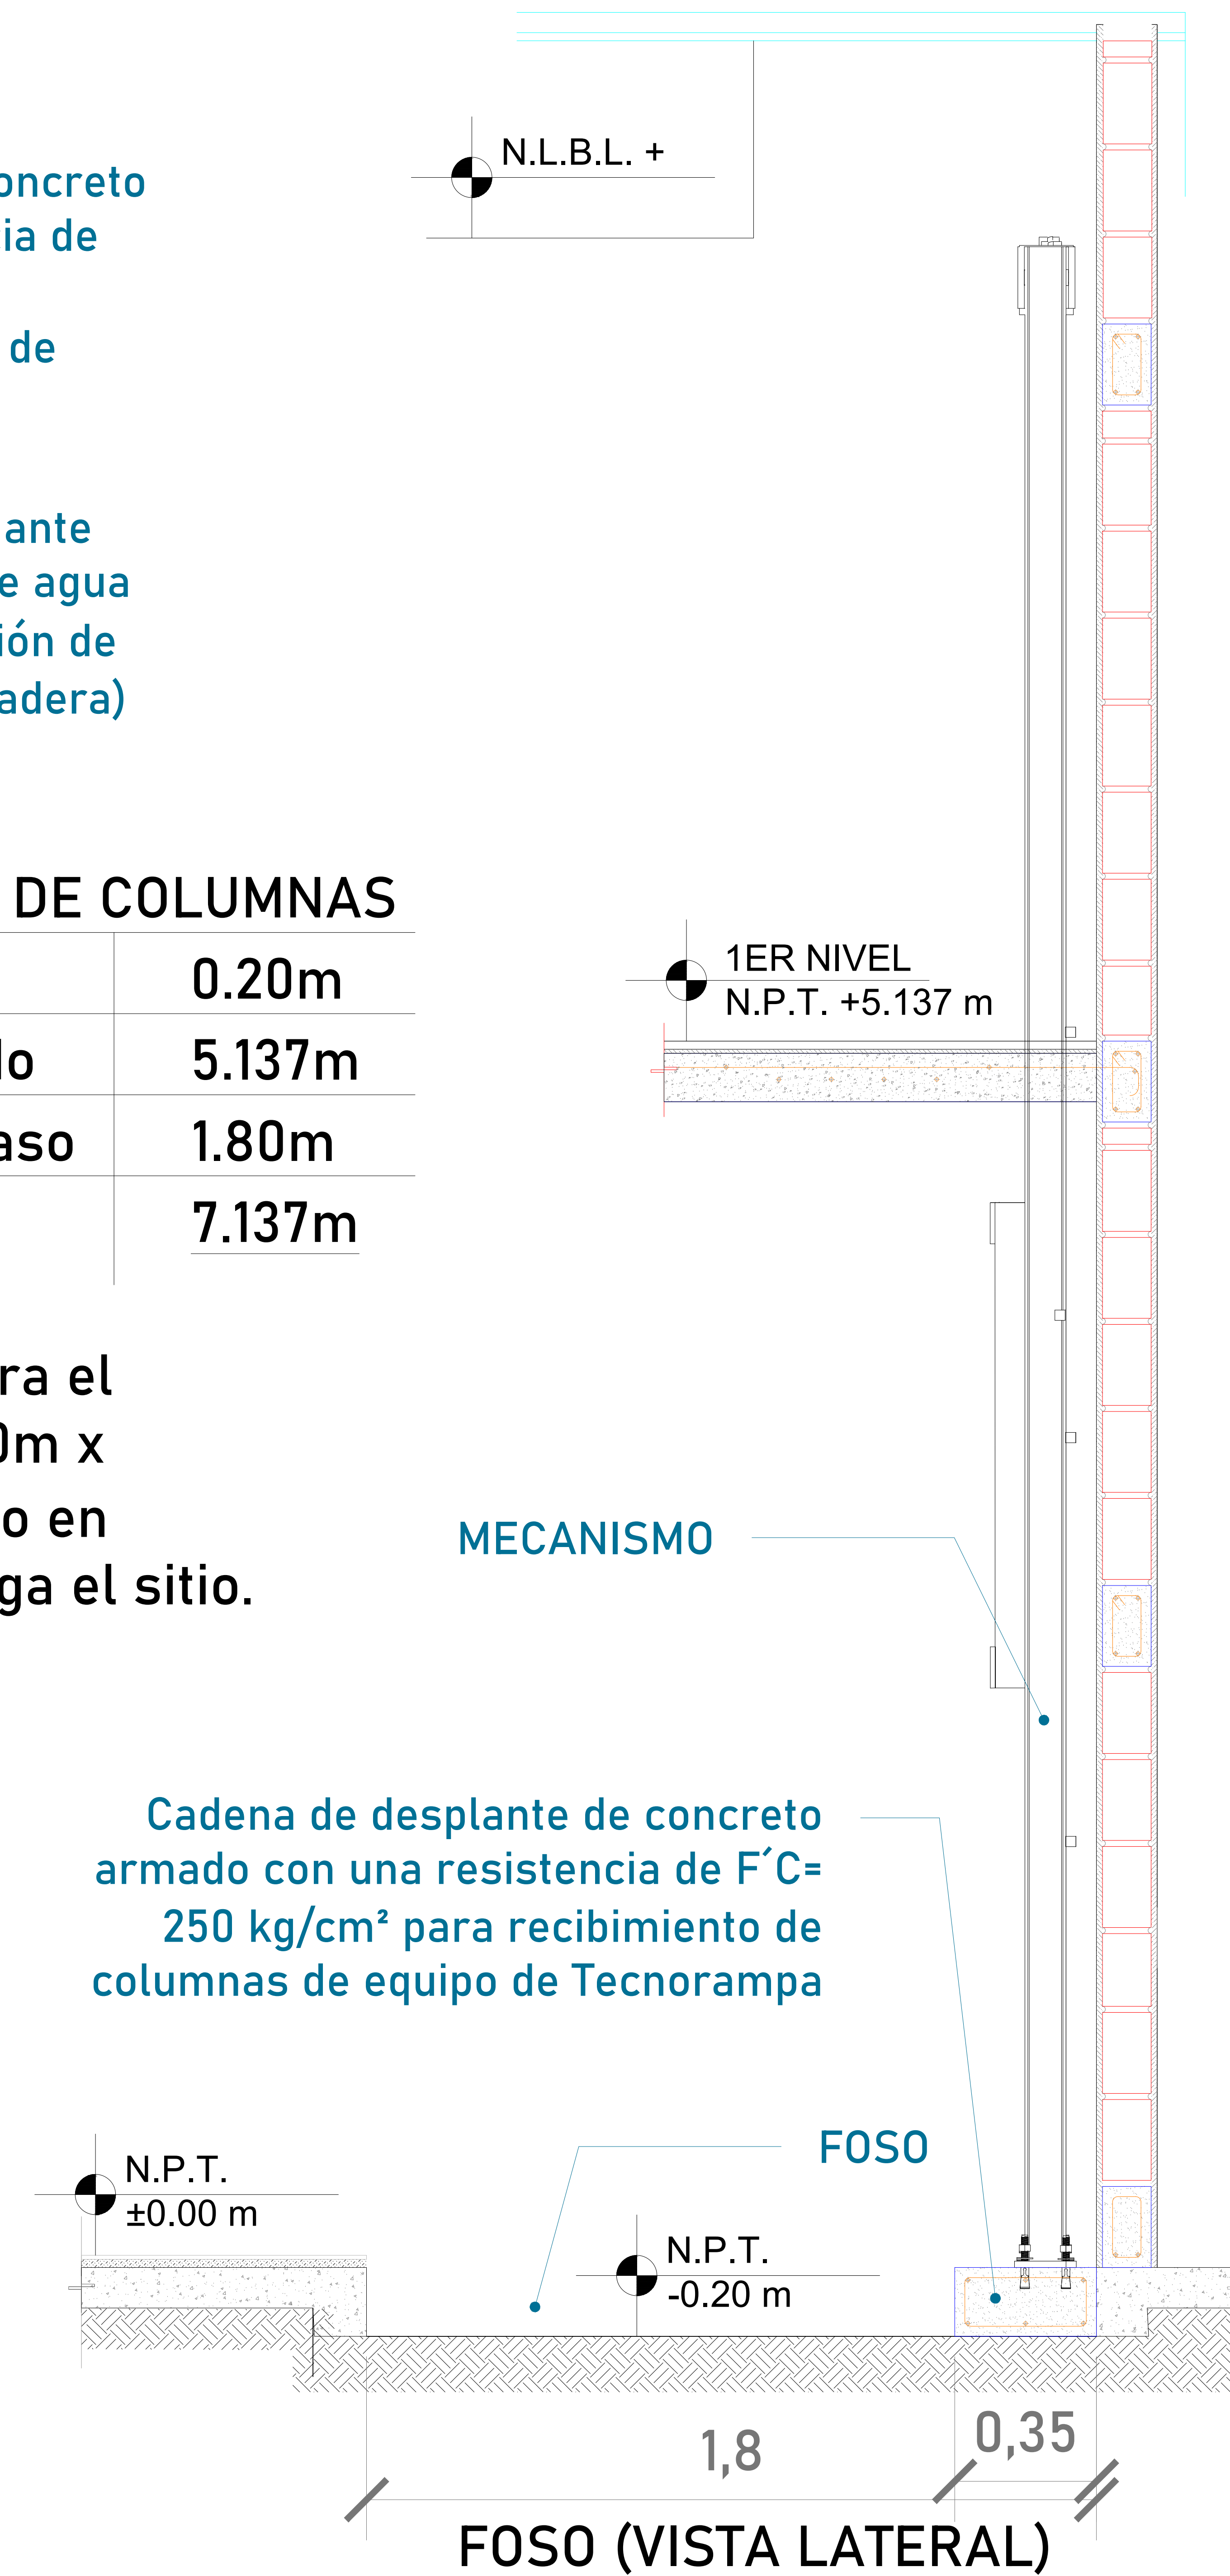 N.L.B.L. +
oncreto
ia de
de
ante
e agua
ión de
adera)
DE COLUMNAS
0.20m
lo 5.137m
aso 1.80m
7.137m
1ER NIVEL
N.P.T. +5.137 m
ra el
0m x
o en
ga el sitio.
MECANISMO
Cadena de desplante de concreto
armado con una resistencia de F´C=
250 kg/cm² para recibimiento de
columnas de equipo de Tecnorampa
FOSO
N.P.T.
±0.00 m
N.P.T.
-0.20 m
1,8
0,35
FOSO (VISTA LATERAL)